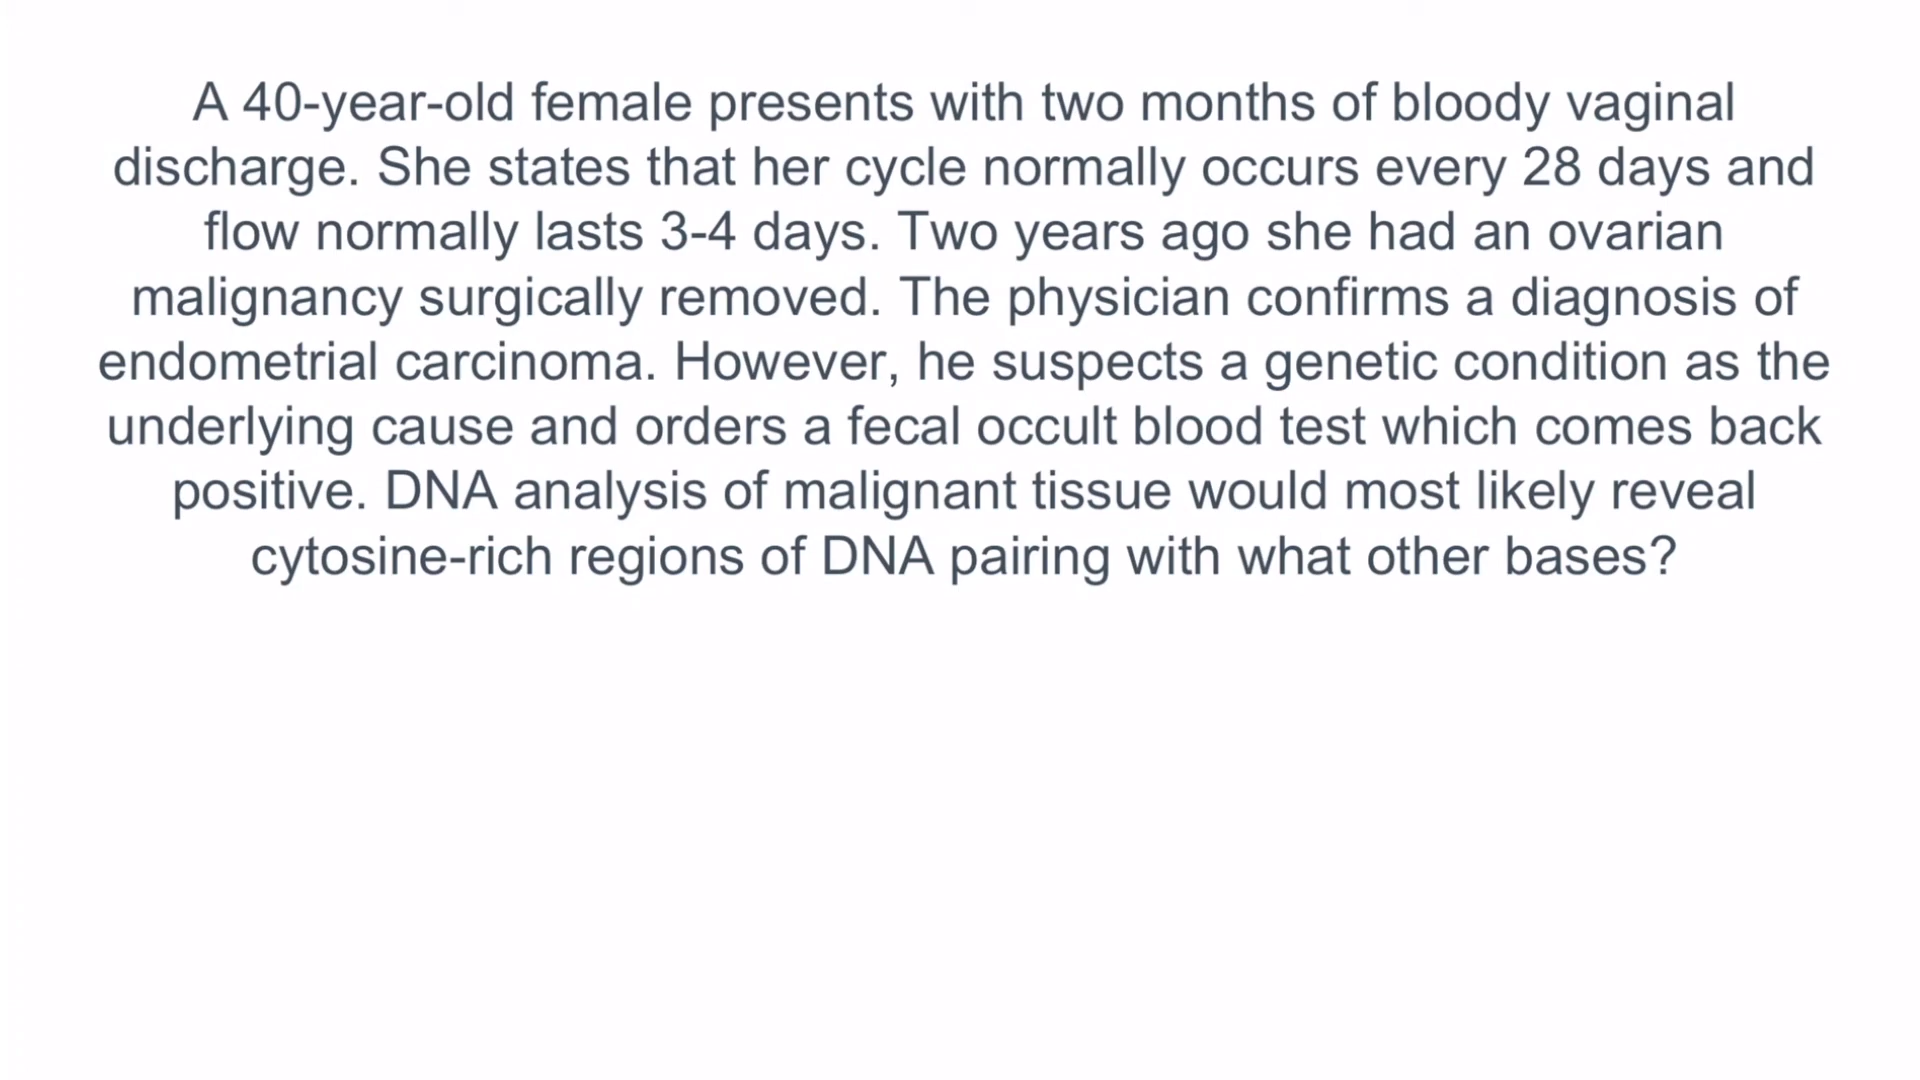 A 40-year-old female presents with two months of bloody vaginal
discharge. She states that her cycle normally occurs every 28 days and
flow normally lasts 3-4 days. Two years ago she had an ovarian
malignancy surgically removed. The physician confirms a diagnosis of
endometrial carcinoma. However, he suspects a genetic condition as the
underlying cause and orders a fecal occult blood test which comes back
positive. DNA analysis of malignant tissue would most likely reveal
cytosine-rich regions of DNA pairing with what other bases?